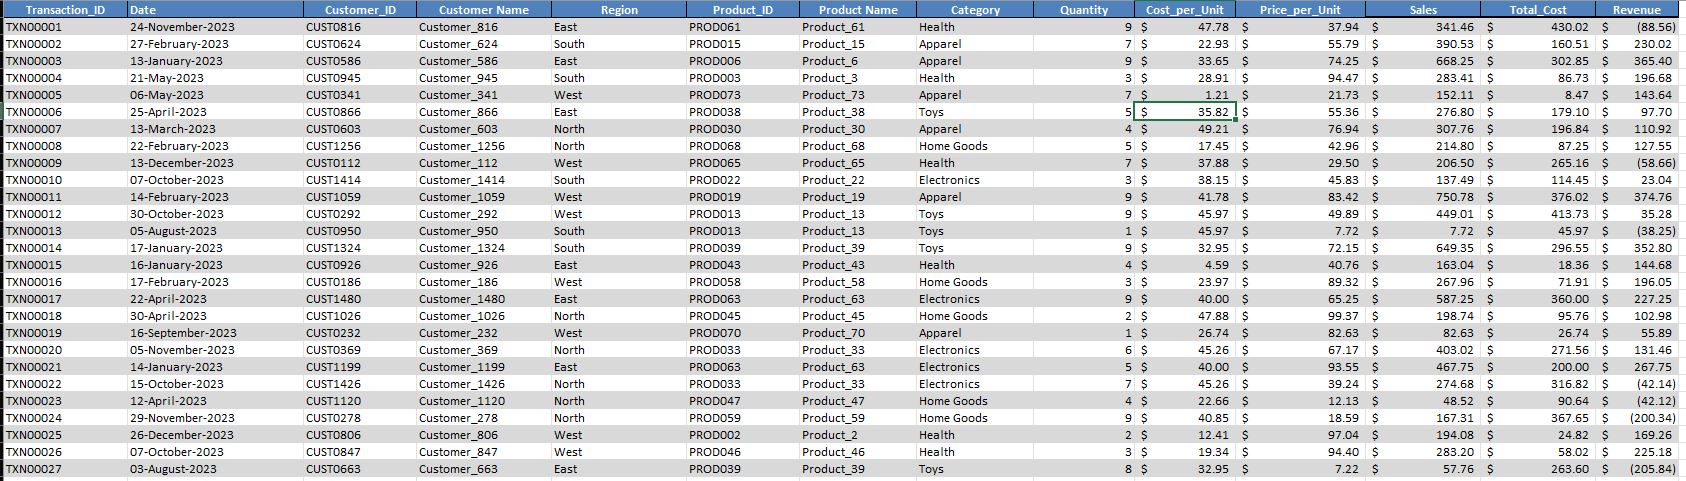 Transaction_ID Date Customer_ID Customer Name Region Product_ID Product Name Category Quantity Cost_per_Unit Price_per_Unit Sales Total_Cost Revenue
TXN00001 24-November-2023 CUST0816 Customer_816 East PROD061 Product_61 Health 9 $ 47.78 $ 37.94 $ 341.46 $ 430.02 $ (88.56)
TXN00002 27-February-2023 CUST0624 Customer_624 South PROD015 Product_15 Apparel 7 $ 22.93 $ 55.79 $ 390.53 $ 160.51 $ 230.02
TXN00003 13-January-2023 CUST0586 Customer_586 East PROD006 Product_6 Apparel 9 $ 33.65 $ 74.25 $ 668.25 $ 302.85 $ 365.40
TXN00004 21-May-2023 CUST0945 Customer_945 South PROD003 Product_3 Health 3 $ 28.91 $ 94.47 $ 283.41 $ 86.73 $ 196.68
TXN00005 06-May-2023 CUST0341 Customer_341 West PROD073 Product_73 Apparel 7 $ 1.21 $ 21.73 $ 152.11 $ 8.47 $ 143.64
TXN00006 25-April-2023 CUST0866 Customer_866 East PROD038 Product_38 Toys 5 $ 35.82 $ 55.36 $ 276.80 $ 179.10 $ 97.70
TXN00007 13-March-2023 CUST0603 Customer_603 North PROD030 Product_30 Apparel 4 $ 49.21 $ 76.94 $ 307.76 $ 196.84 $ 110.92
TXN00008 22-February-2023 CUST1256 Customer_1256 North PROD068 Product_68 Home Goods 5 $ 17.45 $ 42.96 $ 214.80 $ 87.25 $ 127.55
TXN00009 13-December-2023 CUST0112 Customer_112 West PROD065 Product_65 Health 7 $ 37.88 $ 29.50 $ 206.50 $ 265.16 $ (58.66)
TXN00010 07-October-2023 CUST1414 Customer_1414 South PROD022 Product_22 Electronics 3 $ 38.15 $ 45.83 $ 137.49 $ 114.45 $ 23.04
TXN00011 14-February-2023 CUST1059 Customer_1059 West PROD019 Product_19 Apparel 9 $ 41.78 $ 83.42 $ 750.78 $ 376.02 $ 374.76
TXN00012 30-October-2023 CUST0292 Customer_292 West PROD013 Product_13 Toys 9 $ 45.97 $ 49.89 $ 449.01 $ 413.73 $ 35.28
TXN00013 05-August-2023 CUST0950 Customer_950 South PROD013 Product_13 Toys 1 $ 45.97 $ 7.72 $ 7.72 $ 45.97 $ (38.25)
TXN00014 17-January-2023 CUST1324 Customer_1324 South PROD039 Product_39 Toys 9 $ 32.95 $ 72.15 $ 649.35 $ 296.55 $ 352.80
TXN00015 16-January-2023 CUST0926 Customer_926 East PROD043 Product_43 Health 4 $ 4.59 $ 40.76 $ 163.04 $ 18.36 $ 144.68
TXN00016 17-February-2023 CUST0186 Customer_186 West PROD058 Product_58 Home Goods 3 $ 23.97 $ 89.32 $ 267.96 $ 71.91 $ 196.05
TXN00017 22-April-2023 CUST1480 Customer_1480 East PROD063 Product_63 Electronics 9 $ 40.00 $ 65.25 $ 587.25 $ 360.00 $ 227.25
TXN00018 30-April-2023 CUST1026 Customer_1026 North PROD045 Product_45 Home Goods 2 $ 47.88 $ 99.37 $ 198.74 $ 95.76 $ 102.98
TXN00019 16-September-2023 CUST0232 Customer_232 West PROD070 Product_70 Apparel 1 $ 26.74 $ 82.63 $ 82.63 $ 26.74 $ 55.89
TXN00020 05-November-2023 CUST0369 Customer_369 North PROD033 Product_33 Electronics 6 $ 45.26 $ 67.17 $ 403.02 $ 271.56 $ 131.46
TXN00021 14-January-2023 CUST1199 Customer_1199 East PROD063 Product_63 Electronics 5 $ 40.00 $ 93.55 $ 467.75 $ 200.00 $ 267.75
TXN00022 15-October-2023 CUST1426 Customer_1426 North PROD033 Product_33 Electronics 7 $ 45.26 $ 39.24 $ 274.68 $ 316.82 $ (42.14)
TXN00023 12-April-2023 CUST1120 Customer_1120 North PROD047 Product_47 Home Goods 4 $ 22.66 $ 12.13 $ 48.52 $ 90.64 $ (42.12)
TXN00024 29-November-2023 CUST0278 Customer_278 North PROD059 Product_59 Home Goods 9 $ 40.85 $ 18.59 $ 167.31 $ 367.65 $ (200.34)
TXN00025 26-December-2023 CUST0806 Customer_806 West PROD002 Product_2 Health 2 $ 12.41 $ 97.04 $ 194.08 $ 24.82 $ 169.26
TXN00026 07-October-2023 CUST0847 Customer_847 West PROD046 Product_46 Health 3 $ 19.34 $ 94.40 $ 283.20 $ 58.02 $ 225.18
TXN00027 03-August-2023 CUST0663 Customer_663 East PROD039 Product_39 Toys 8 $ 32.95 $ 7.22 $ 57.76 $ 263.60 $ (205.84)